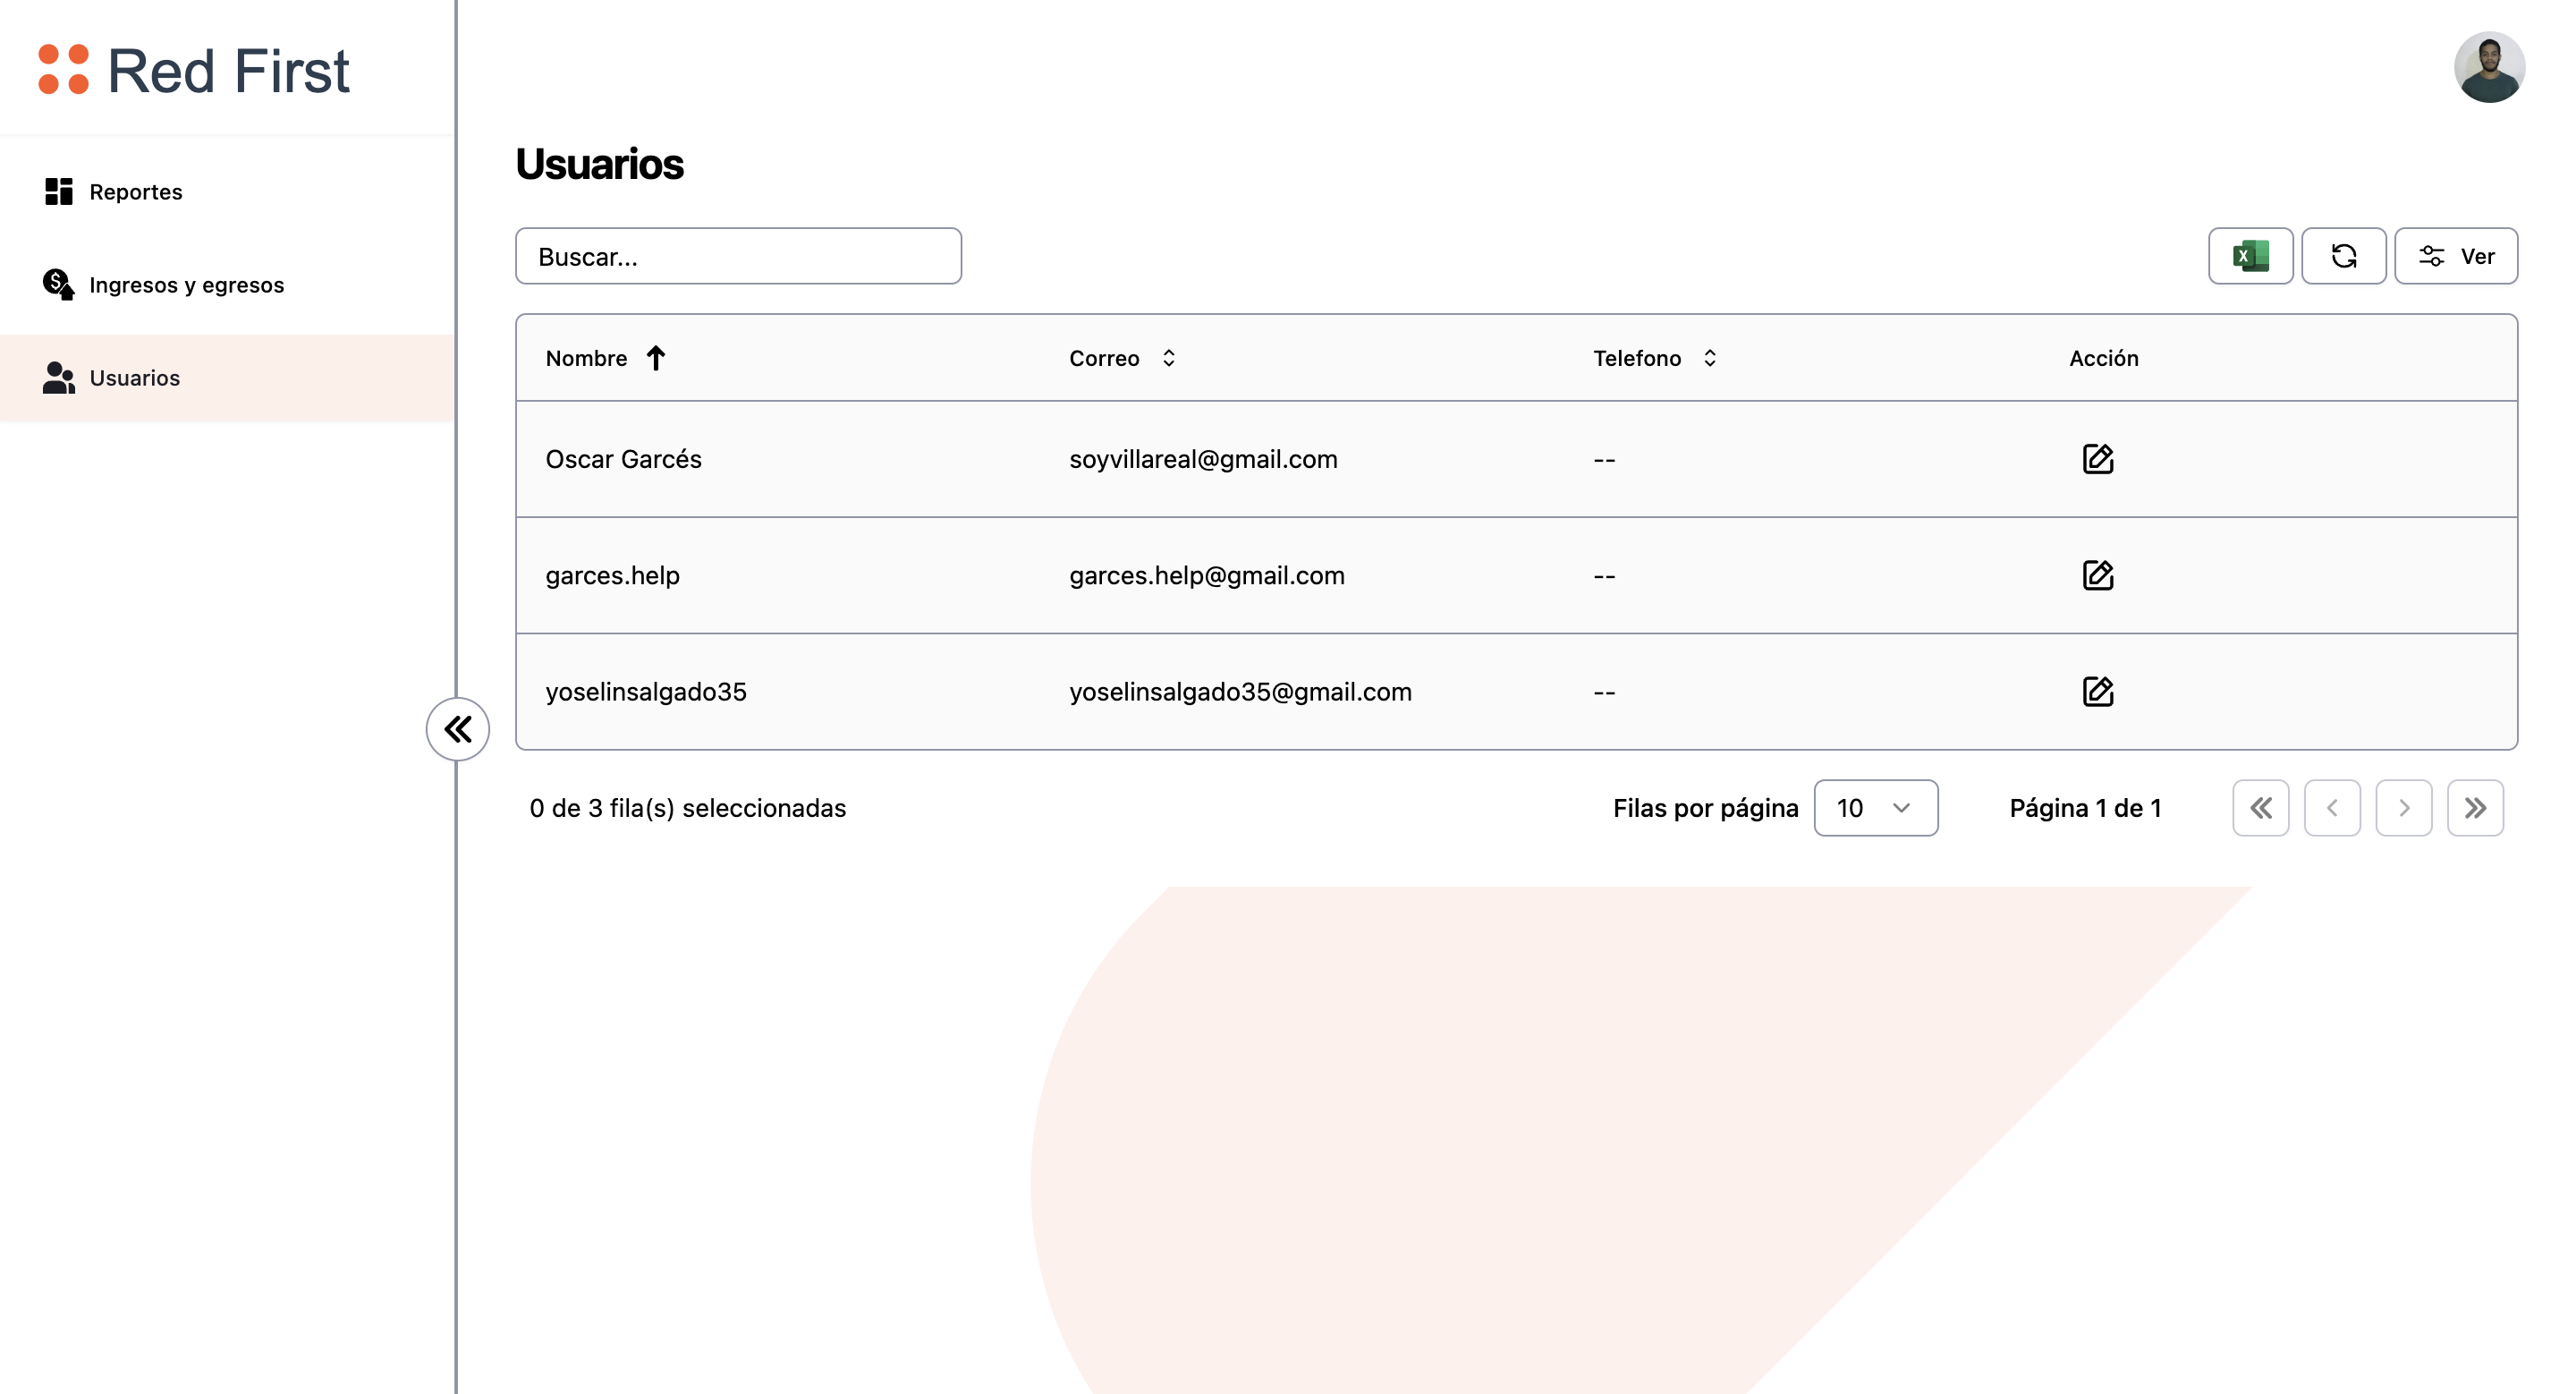 Red First
Reportes
Ingresos y egresos
Usuarios
Usuarios
Buscar...
X
Ver
Nombre Correo Telefono Acción
Oscar Garcés soyvillareal@gmail.com --
garces.help garces.help@gmail.com --
yoselinsalgado35 yoselinsalgado35@gmail.com --
0 de 3 fila(s) seleccionadas Filas por página 10 Página 1 de 1